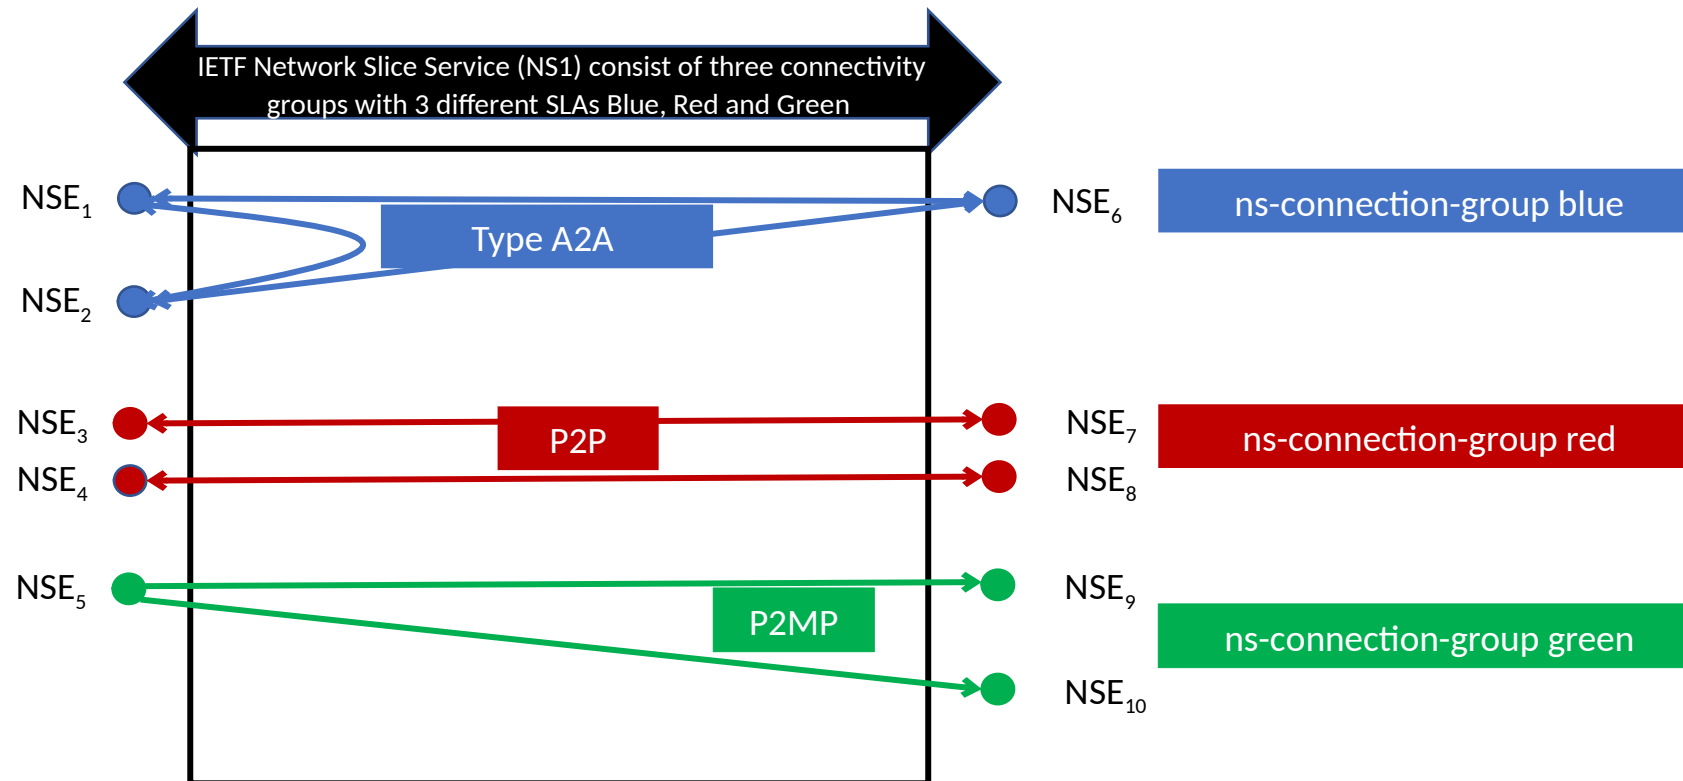 IETF Network Slice Service (NS1) consist of three connectivity
groups with 3 different SLAs Blue, Red and Green
NSE1
NSE6
ns-connection-group blue
Type A2A
NSE2
NSE3
NSE7
P2P
ns-connection-group red
NSE4
NSE8
NSE5
NSE9
P2MP
ns-connection-group green
NSE10